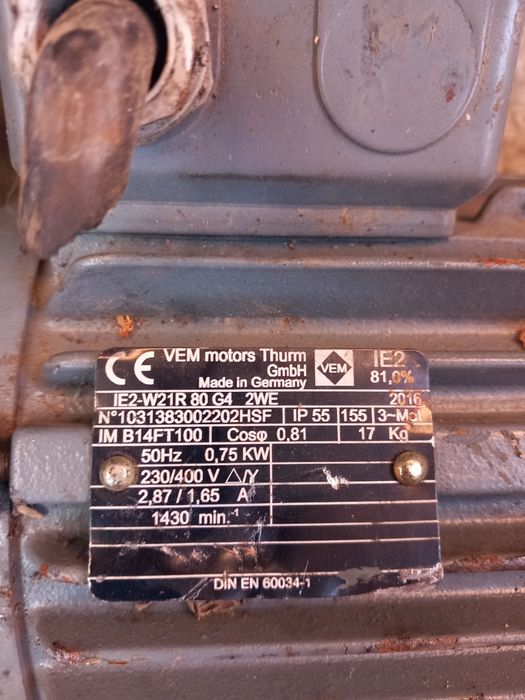 CE VEM motors Thurm VEM IE2
GmbH
Made in Germany 81,0%
IE2-W21R 80 G4 2WE 2016
N°1031383002202HSF IP 55 155 3~Mot
IM B14FT100 Cosφ 0,81 17 Kg
50Hz 0,75 KW
230/400 V △/Y
2,87 / 1,65 A
1430 min.-1
DIN EN 60034-1